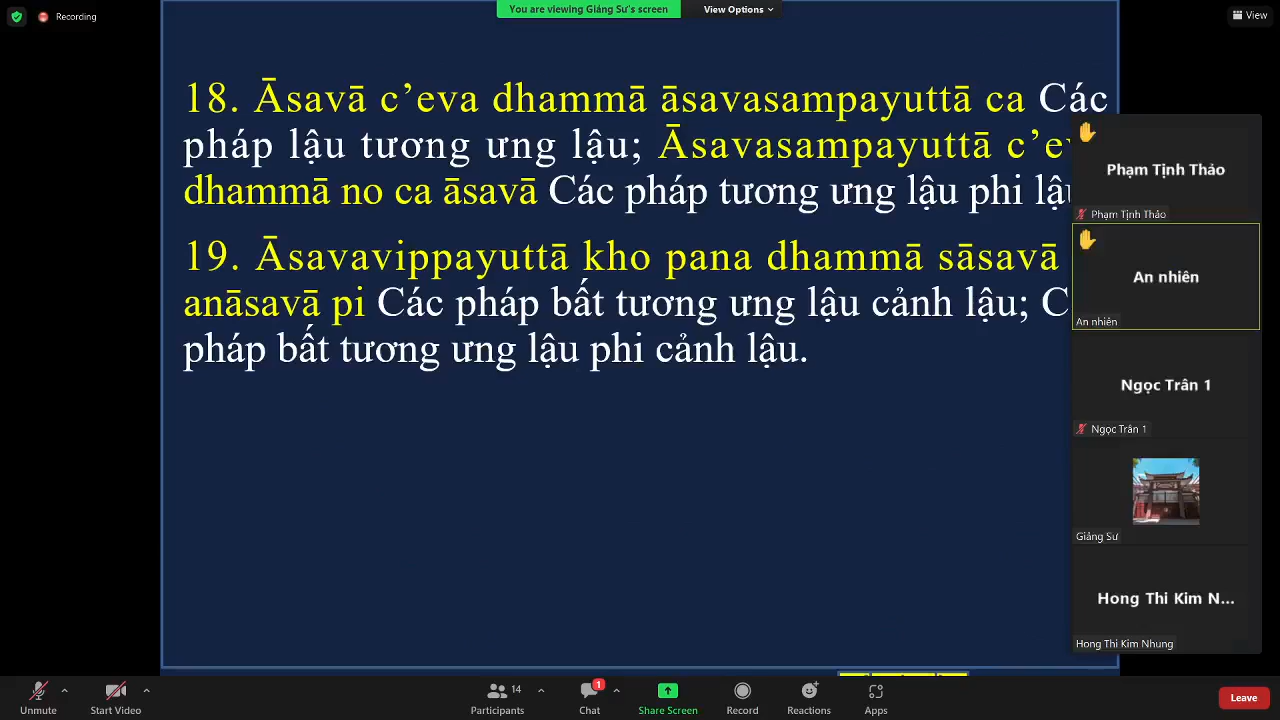 Recording
You are viewing Giảng Sư's screen
View Options
View
18. Āsavā c’eva dhammā āsavasampayuttā ca Các
pháp lậu tương ưng lậu; Āsavasampayuttā
dhammā no ca āsavā Các pháp tương ưng lậu phi
19. Āsavavippayuttā kho pana dhammā sāsavā
anāsavā pi Các pháp bất tương ưng lậu cảnh lậu;
pháp bất tương ưng lậu phi cảnh lậu.
Phạm Tịnh Thảo
Phạm Tịnh Thảo
An nhiên
An nhiên
Ngọc Trân 1
Ngọc Trân 1
Giảng Sư
Hong Thi Kim N...
Hong Thi Kim Nhung
Unmute
Start Video
14
Participants
1
Chat
Share Screen
Record
Reactions
Apps
Leave